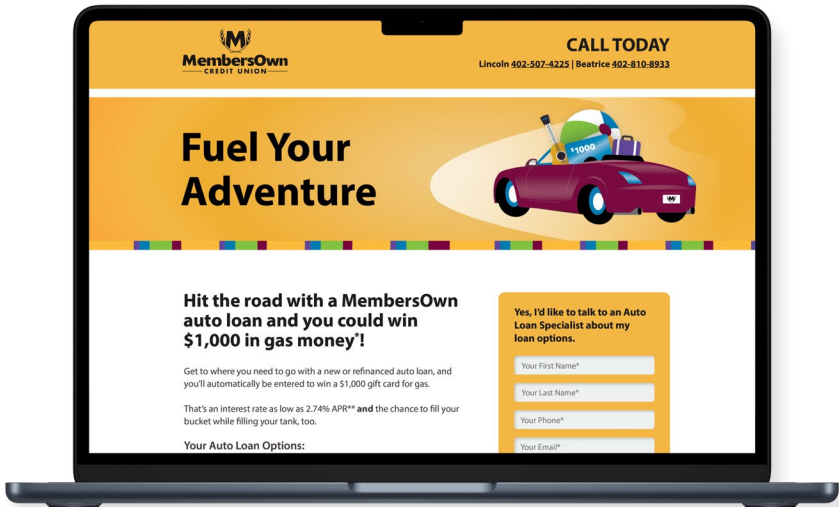 MembersOwn
CREDIT UNION
CALL TODAY
Lincoln 402-507-4225 | Beatrice 402-810-8933
Fuel Your
Adventure
$1000
Hit the road with a MembersOwn
auto loan and you could win
$1,000 in gas money*!
Get to where you need to go with a new or refinanced auto loan, and
you'll automatically be entered to win a $1,000 gift card for gas.
That's an interest rate as low as 2.74% APR** and the chance to fill your
bucket while filling your tank, too.
Your Auto Loan Options:
Yes, I'd like to talk to an Auto
Loan Specialist about my
loan options.
Your First Name*
Your Last Name*
Your Phone*
Your Email*